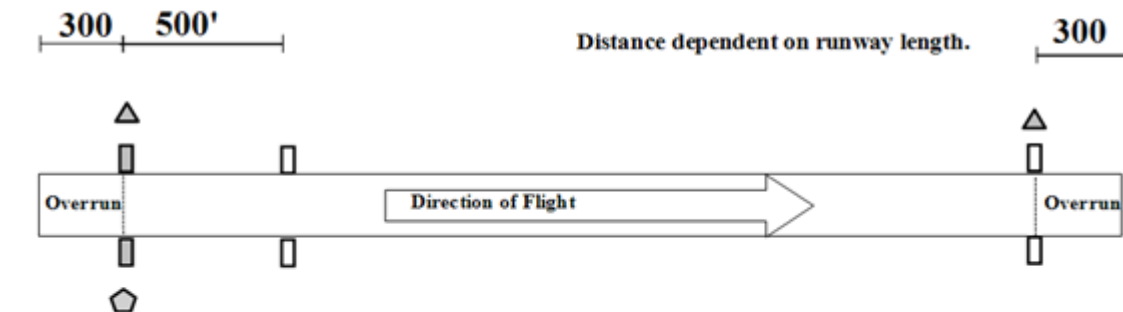 300 500' 300
Distance dependent on runway length.
Overrun Direction of Flight Overrun